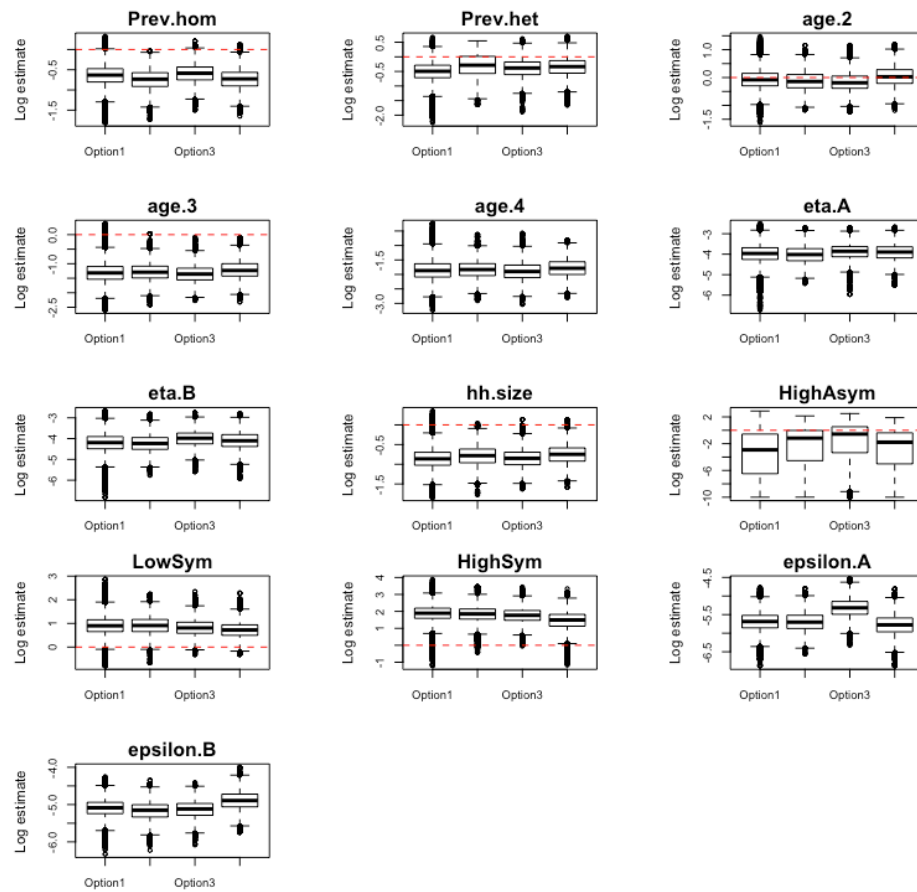 Prev.hom Prev.het age.2
Log estimate -0.5 -1.5 Log estimate 0.5 -0.5 -2.0 Log estimate 1.0 0.0 -1.5
Option1 Option3 Option1 Option3 Option1 Option3
age.3 age.4 eta.A
Log estimate 0.0 -1.0 -2.5 Log estimate -1.5 -3.0 Log estimate -3 -4 -6
Option1 Option3 Option1 Option3 Option1 Option3
eta.B hh.size HighAsym
Log estimate -3 -4 -6 Log estimate -0.5 -1.5 Log estimate 2 -2 -6 -10
Option1 Option3 Option1 Option3 Option1 Option3
LowSym HighSym epsilon.A
Log estimate 3 2 1 0 Log estimate 4 3 2 1 0 -1 Log estimate -4.5 -5.5 -6.5
Option1 Option3 Option1 Option3 Option1 Option3
epsilon.B
Log estimate -4.0 -5.0 -6.0
Option1 Option3